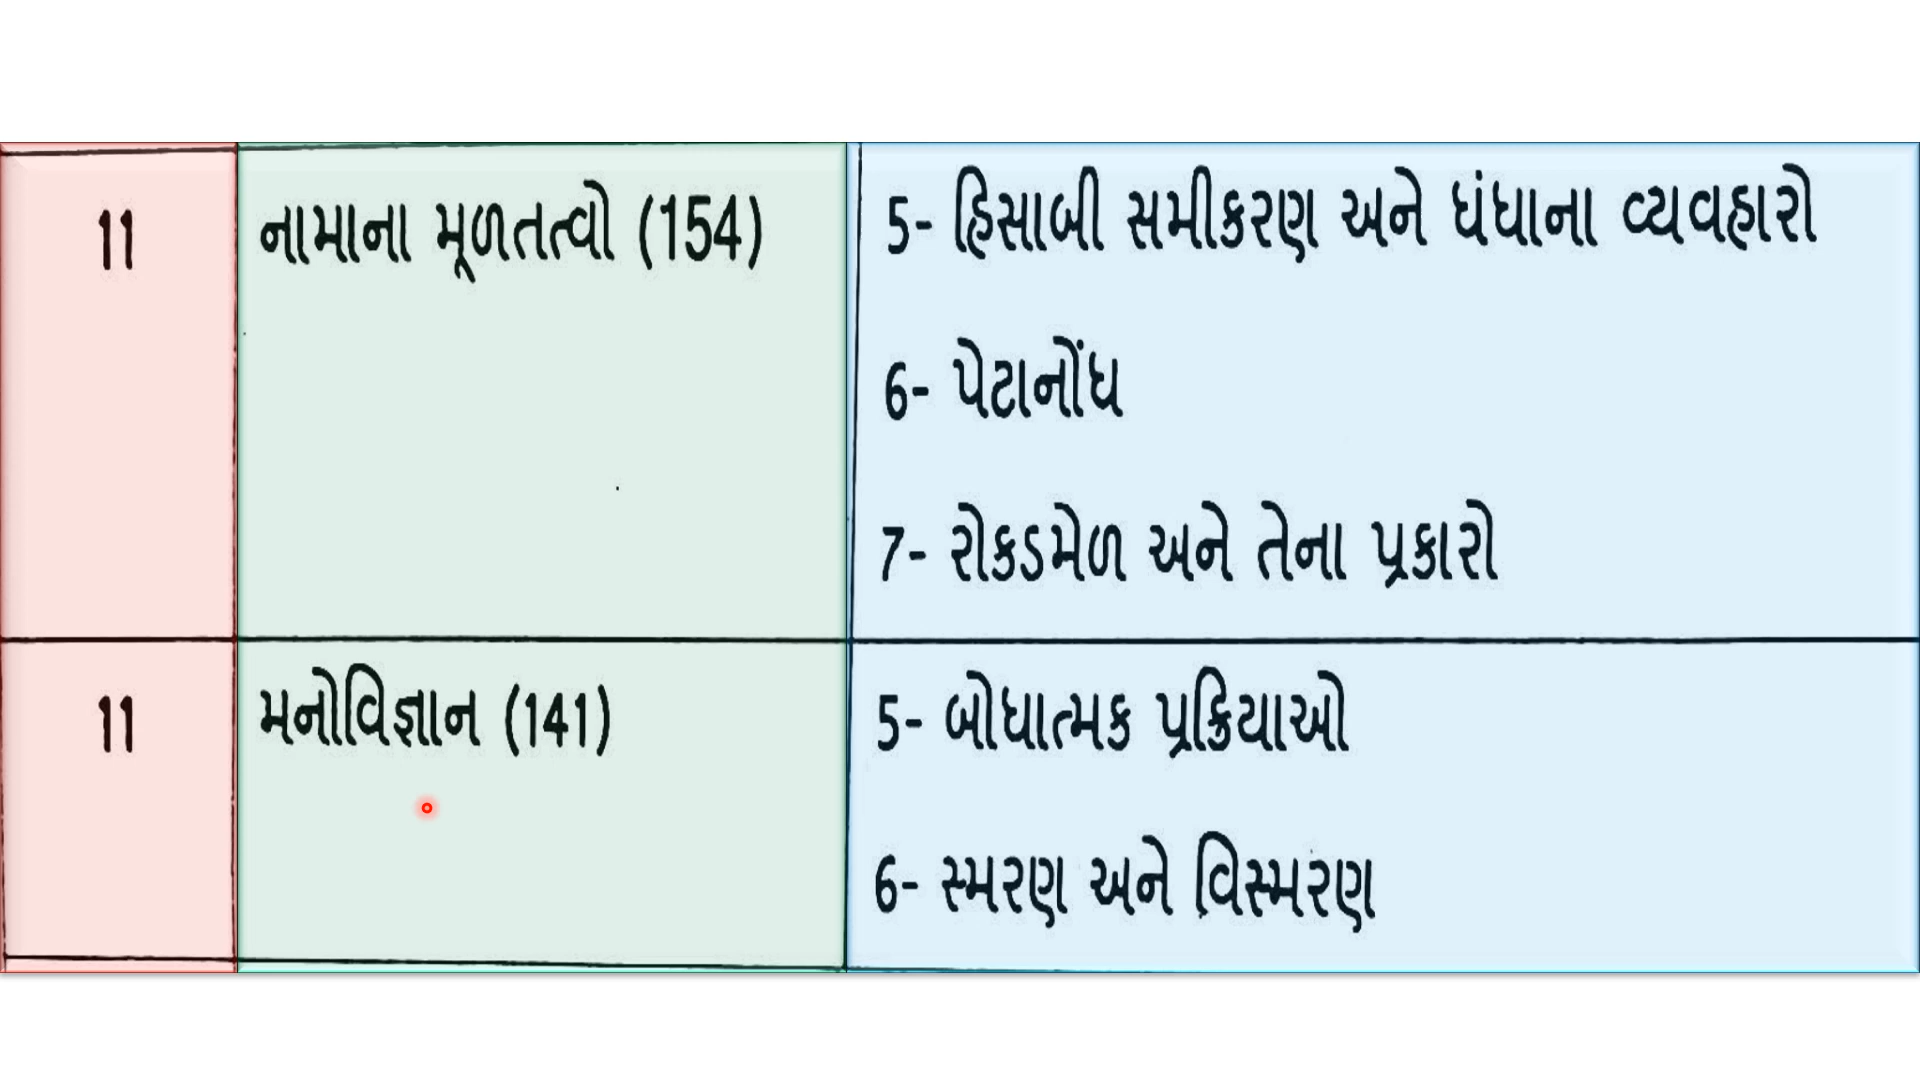 11 નામાના મૂળતત્વો (154) 5- હિસાબી સમીકરણ અને ધંધાના વ્યવહારો
6- પેટાનોંધ
7- રોકડમેળ અને તેના પ્રકારો
11 મનોવિજ્ઞાન (141) 5- બોધાત્મક પ્રક્રિયાઓ
6- સ્મરણ અને વિસ્મરણ